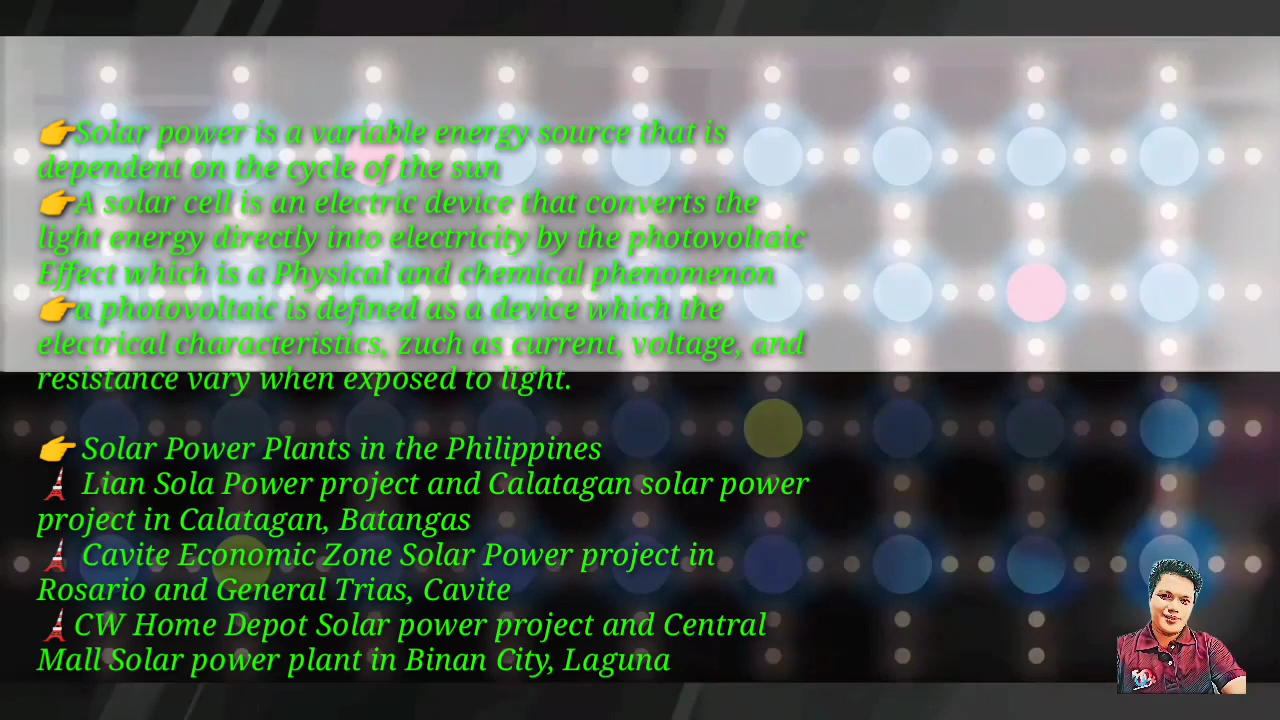 👉Solar power is a variable energy source that is
dependent on the cycle of the sun
👉A solar cell is an electric device that converts the
light energy directly into electricity by the photovoltaic
Effect which is a Physical and chemical phenomenon
👉a photovoltaic is defined as a device which the
electrical characteristics, zuch as current, voltage, and
resistance vary when exposed to light.
👉 Solar Power Plants in the Philippines
🗼 Lian Sola Power project and Calatagan solar power
project in Calatagan, Batangas
🗼 Cavite Economic Zone Solar Power project in
Rosario and General Trias, Cavite
🗼CW Home Depot Solar power project and Central
Mall Solar power plant in Binan City, Laguna